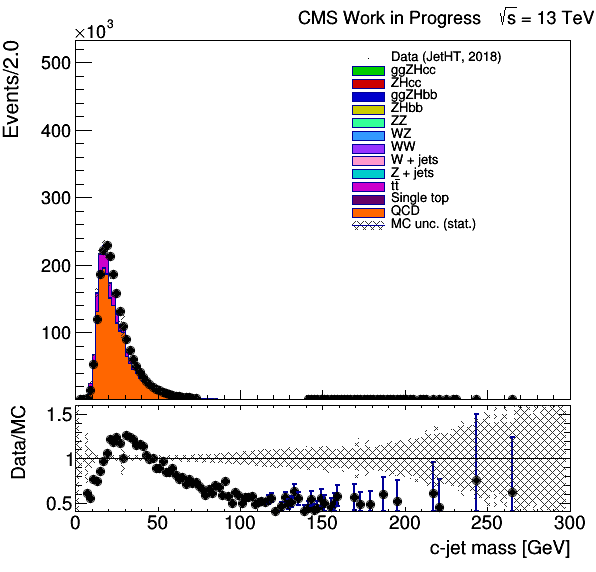 CMS Work in Progress √s = 13 TeV
×10³
Events/2.0
500
400
300
200
100
Data (JetHT, 2018)
ggZHcc
ZHcc
ggZHbb
ZHbb
ZZ
WZ
WW
W + jets
Z + jets
tt̄
Single top
QCD
MC unc. (stat.)
Data/MC
1.5
1
0.5
0 50 100 150 200 250 300
c-jet mass [GeV]